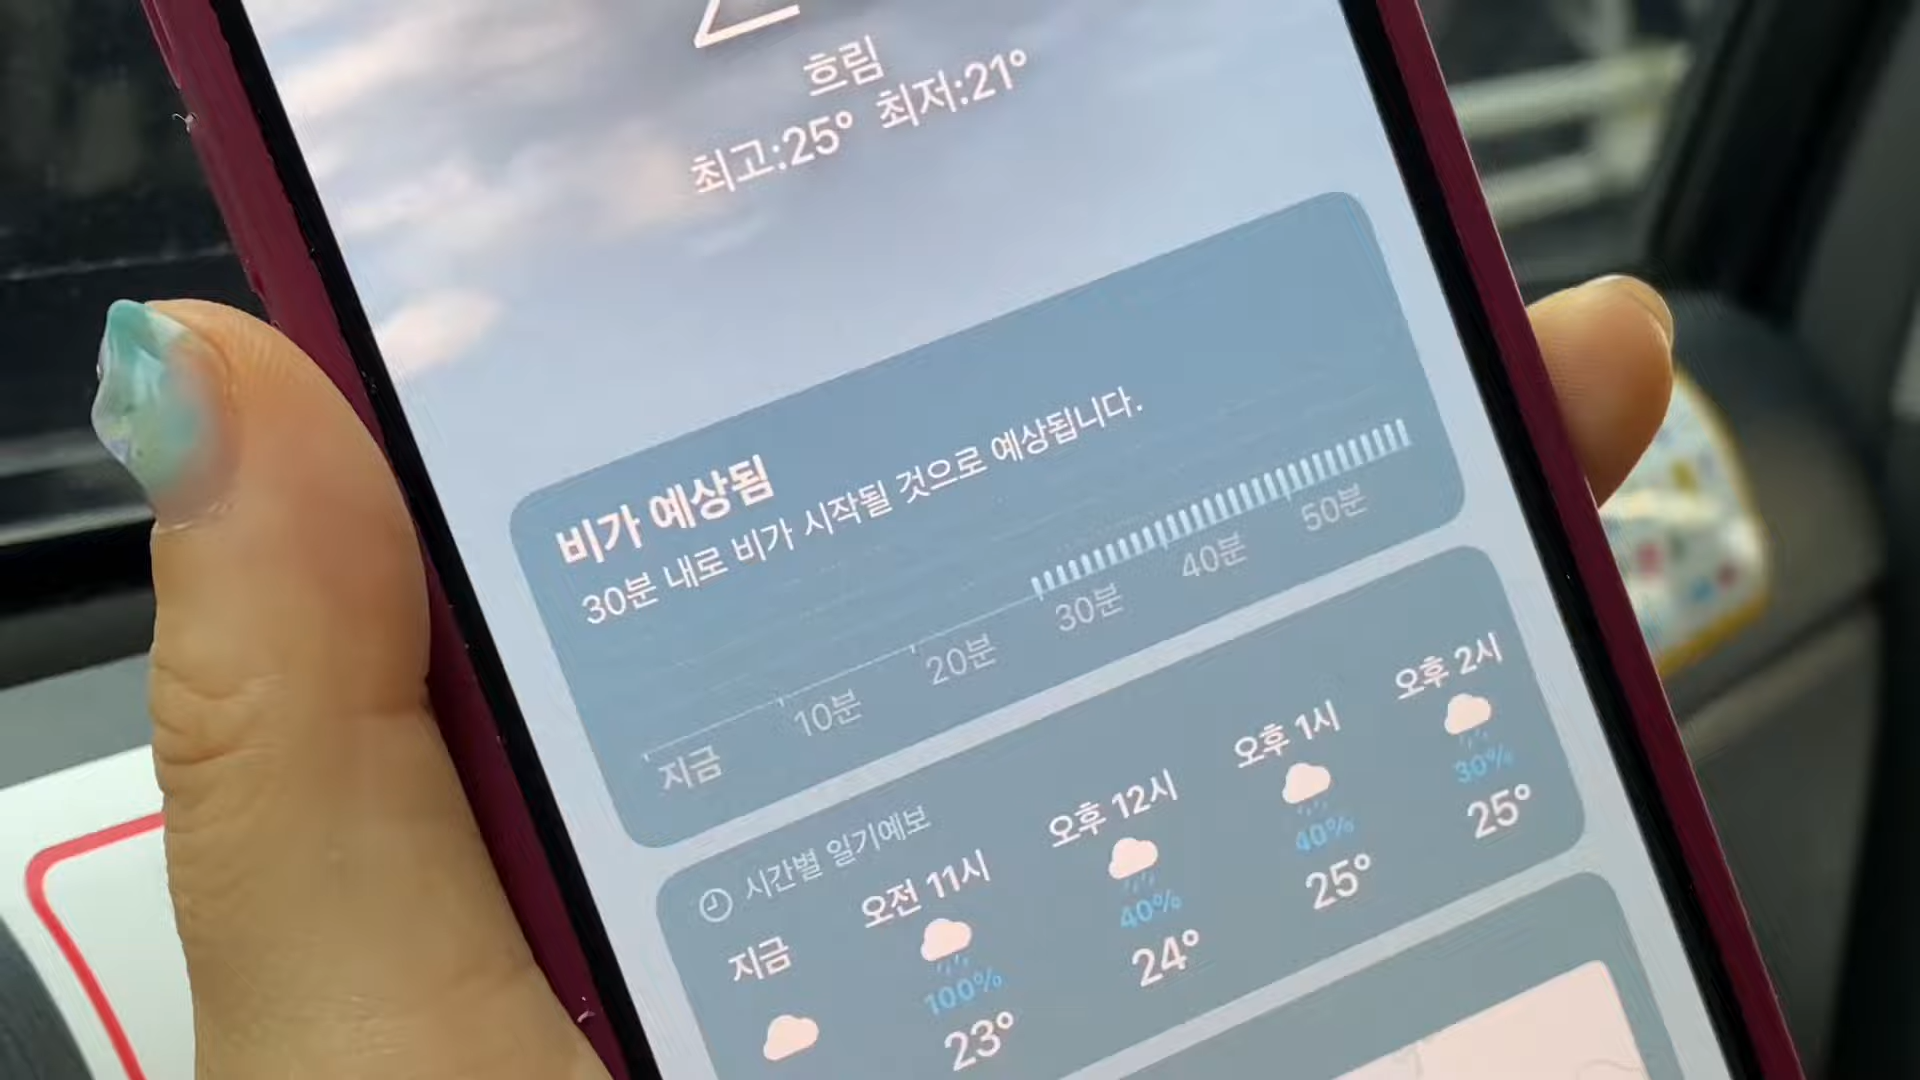 흐림
최고:25° 최저:21°
비가 예상됨
30분 내로 비가 시작될 것으로 예상됩니다.
지금 10분 20분 30분 40분 50분
시간별 일기예보
지금 오전 11시 오후 12시 오후 1시 오후 2시
100% 40% 40% 30%
23° 24° 25° 25°